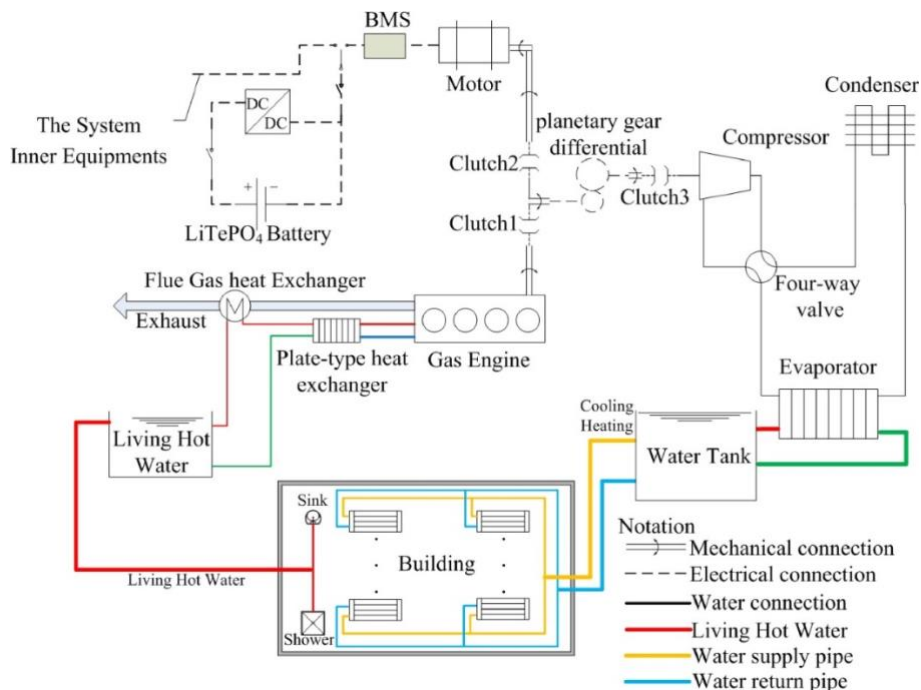 BMS
Motor
Condenser
DC
DC
The System
Inner Equipments
planetary gear
differential
Compressor
Clutch2
Clutch3
+ −
Clutch1
LiTePO4 Battery
Flue Gas heat Exchanger
Four-way
valve
M
Exhaust
Gas Engine
Plate-type heat
exchanger
Evaporator
Cooling
Heating
Living Hot
Water
Water Tank
Sink
Notation
Mechanical connection
Building
Electrical connection
Living Hot Water
Water connection
Living Hot Water
Shower
Water supply pipe
Water return pipe